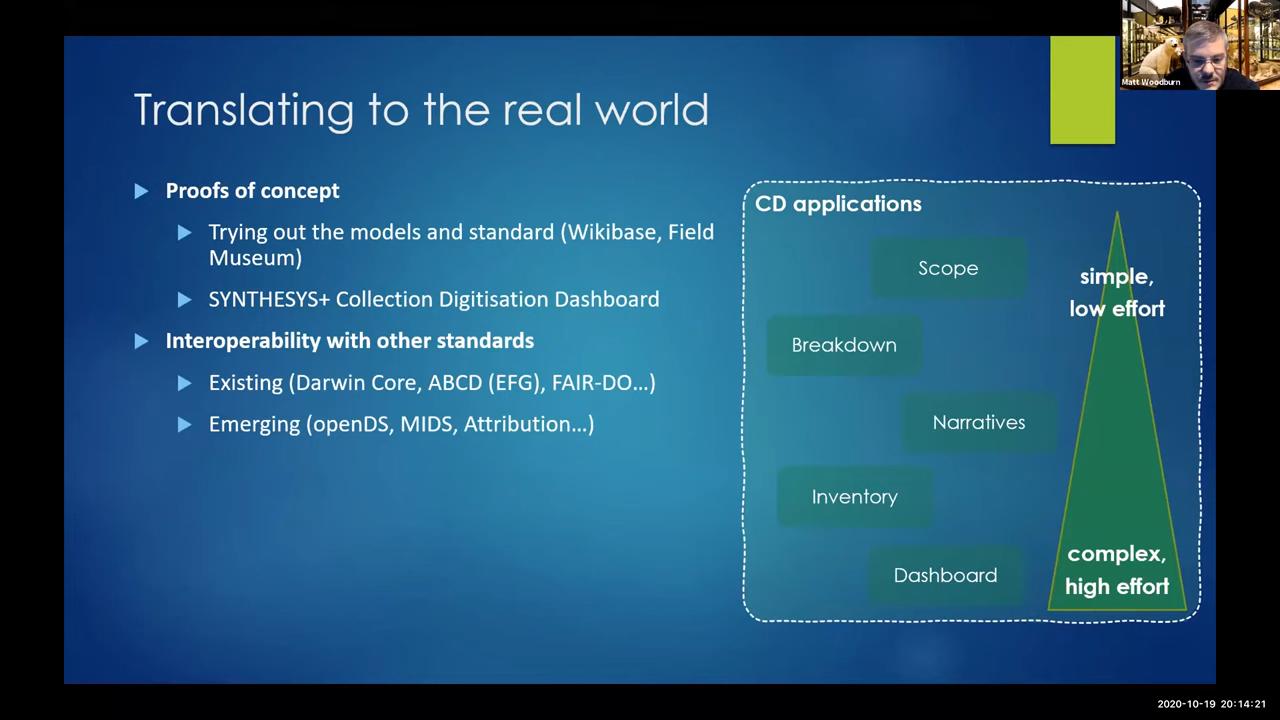 Matt Woodburn
Translating to the real world
Proofs of concept
Trying out the models and standard (Wikibase, Field
Museum)
SYNTHESYS+ Collection Digitisation Dashboard
Interoperability with other standards
Existing (Darwin Core, ABCD (EFG), FAIR-DO…)
Emerging (openDS, MIDS, Attribution…)
CD applications
Scope
Breakdown
Narratives
Inventory
Dashboard
simple,
low effort
complex,
high effort
2020-10-19 20:14:21